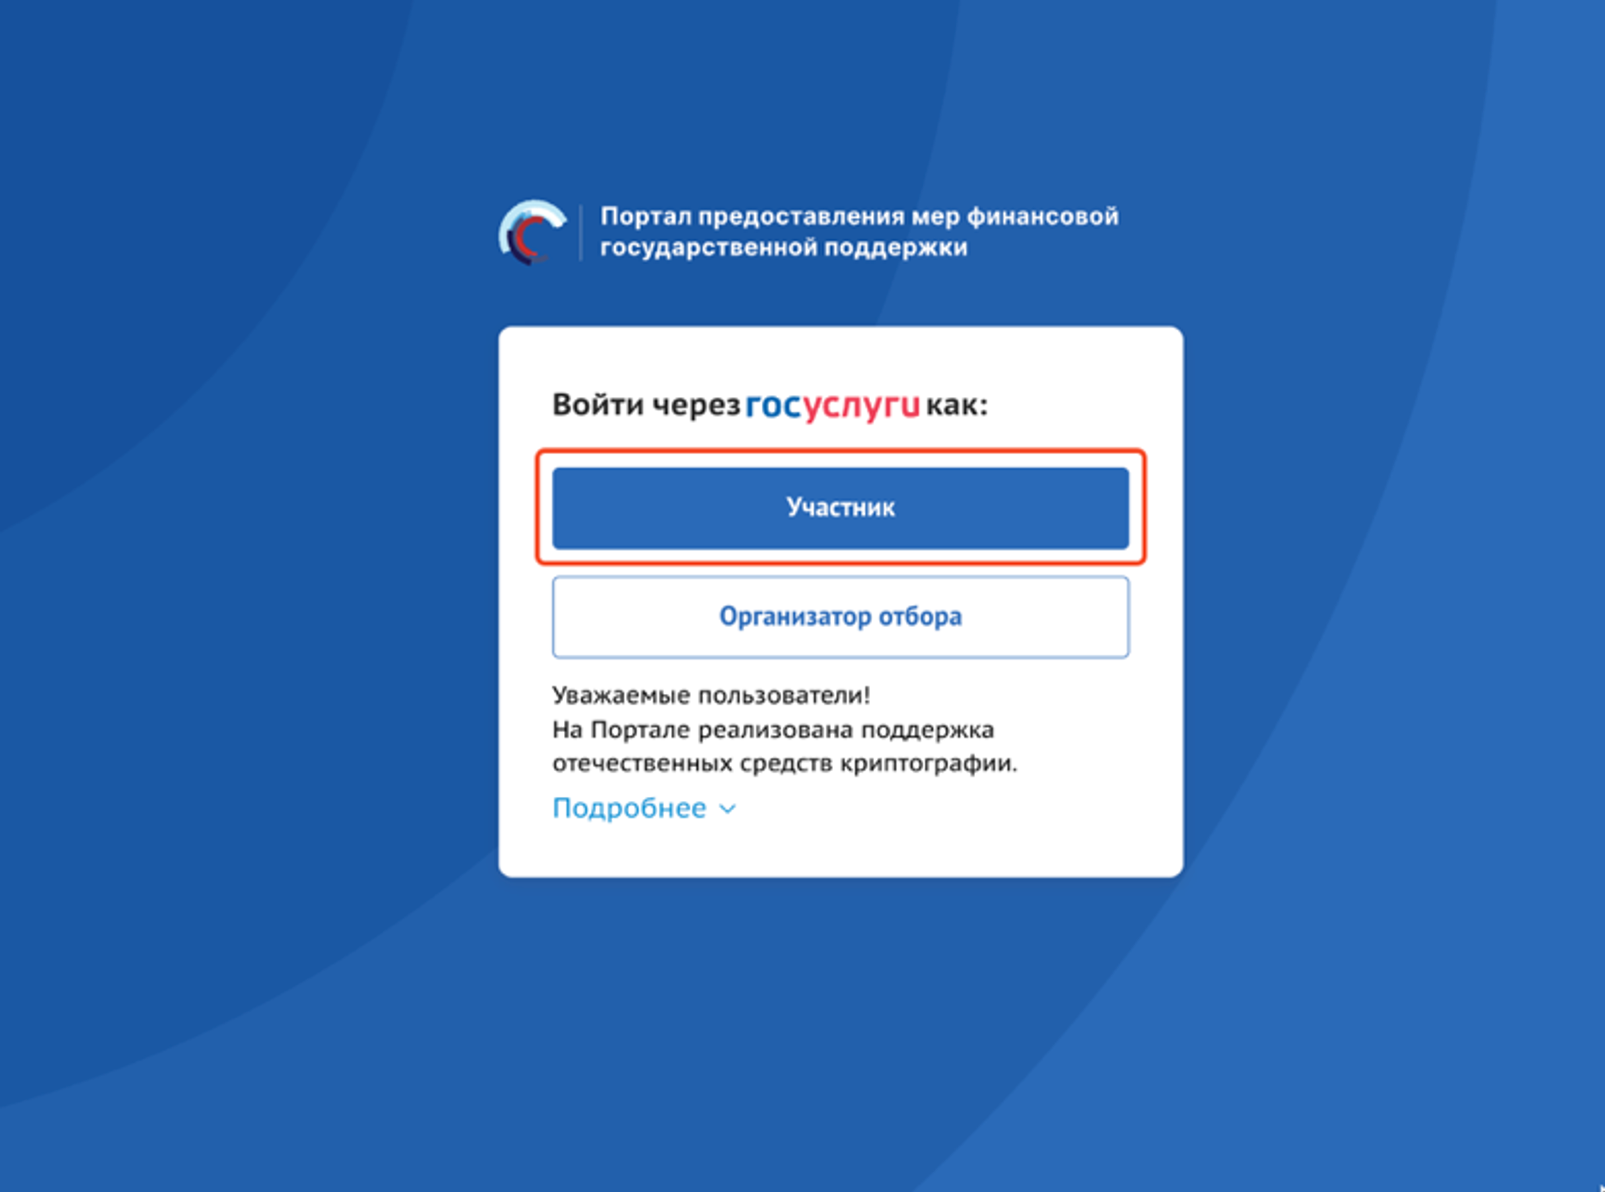 Портал предоставления мер финансовой
государственной поддержки
Войти через госуслуги как:
Участник
Организатор отбора
Уважаемые пользователи!
На Портале реализована поддержка
отечественных средств криптографии.
Подробнее